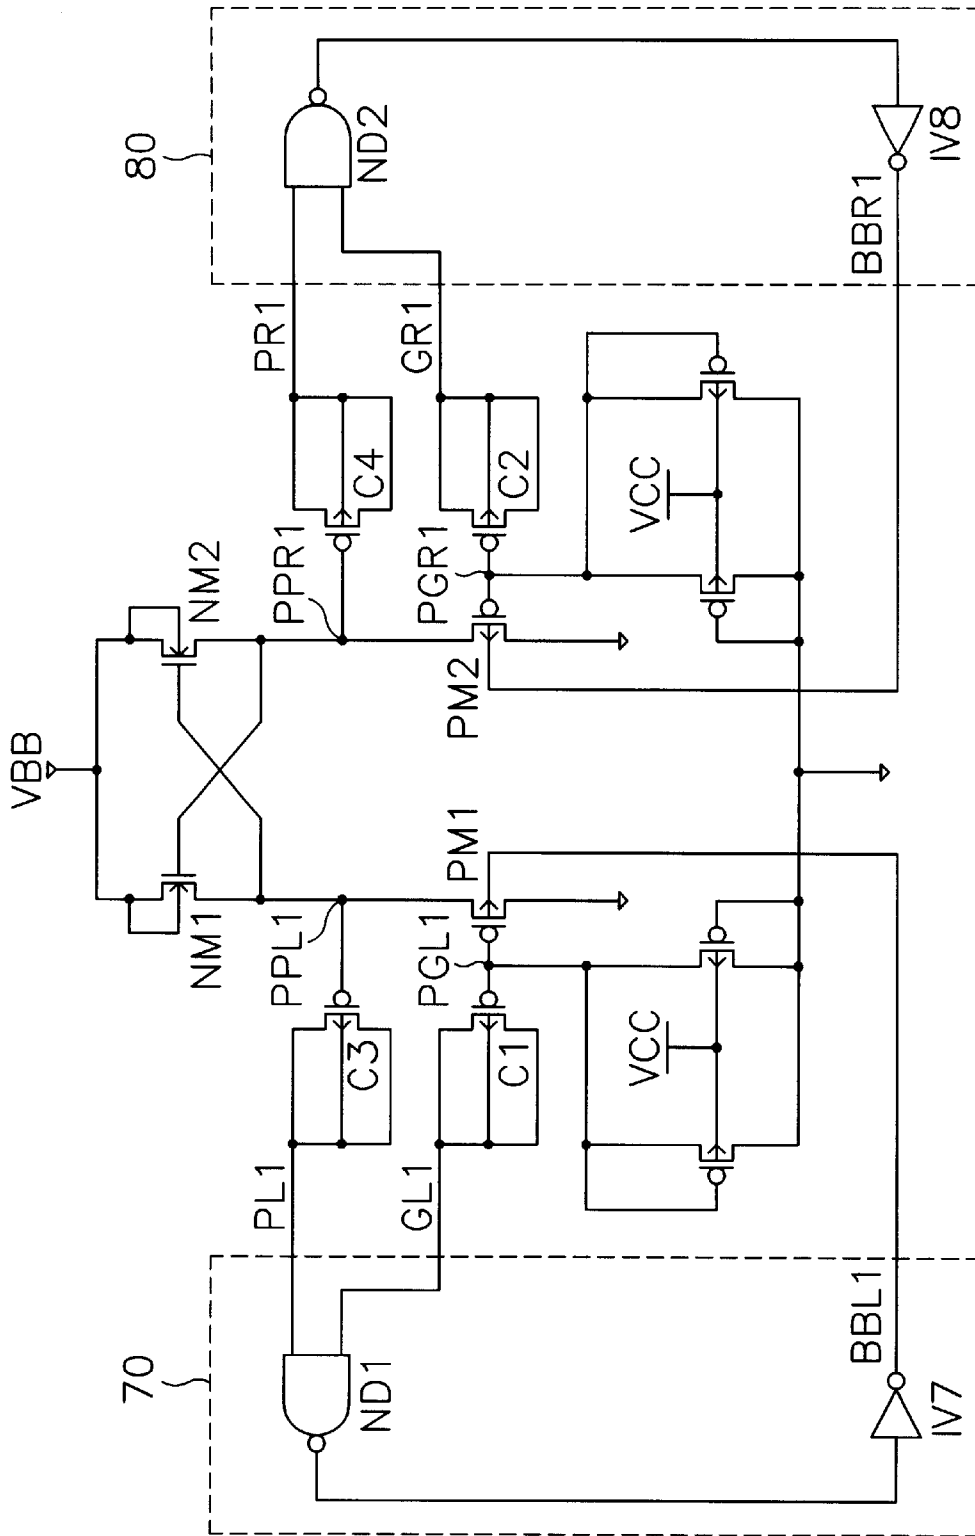 VBB
NM1
NM2
70
80
PL1
PPL1
PPR1
PR1
ND1
C3
C4
ND2
GL1
PGL1
PM1
PM2
PGR1
GR1
C1
C2
VCC
VCC
BBL1
BBR1
IV7
IV8